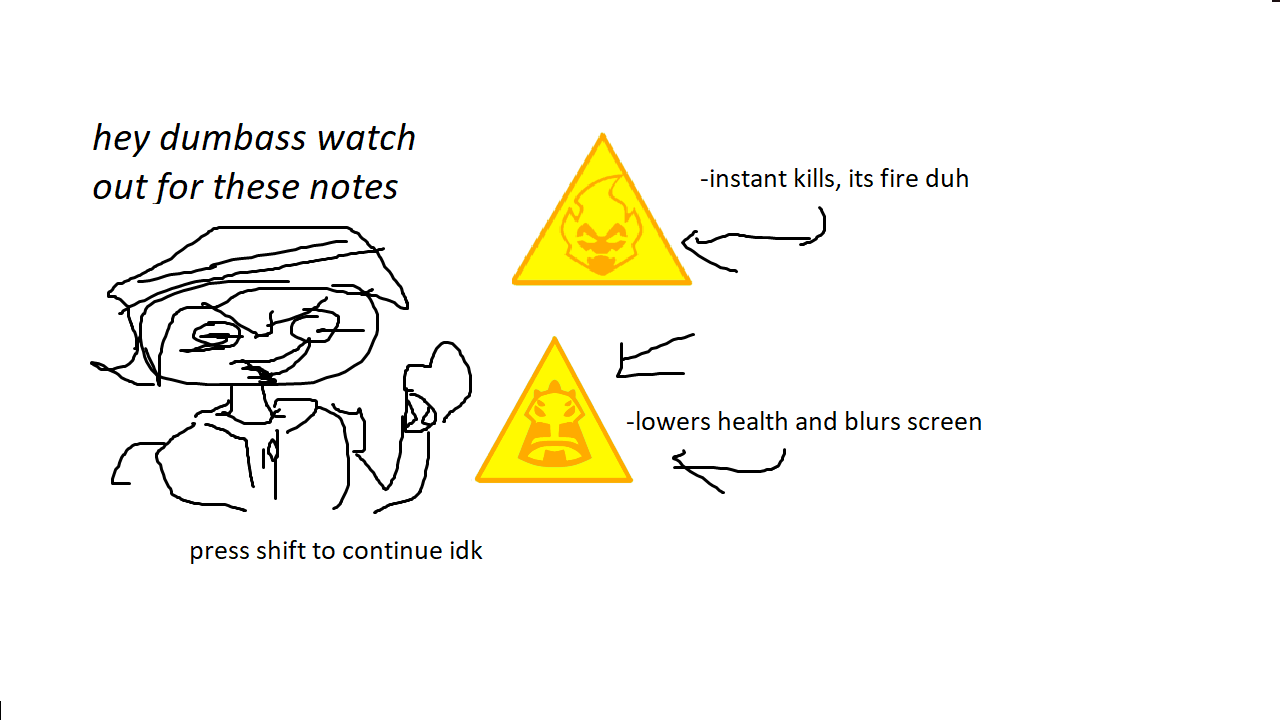 hey dumbass watch
out for these notes
-instant kills, its fire duh
-lowers health and blurs screen
press shift to continue idk